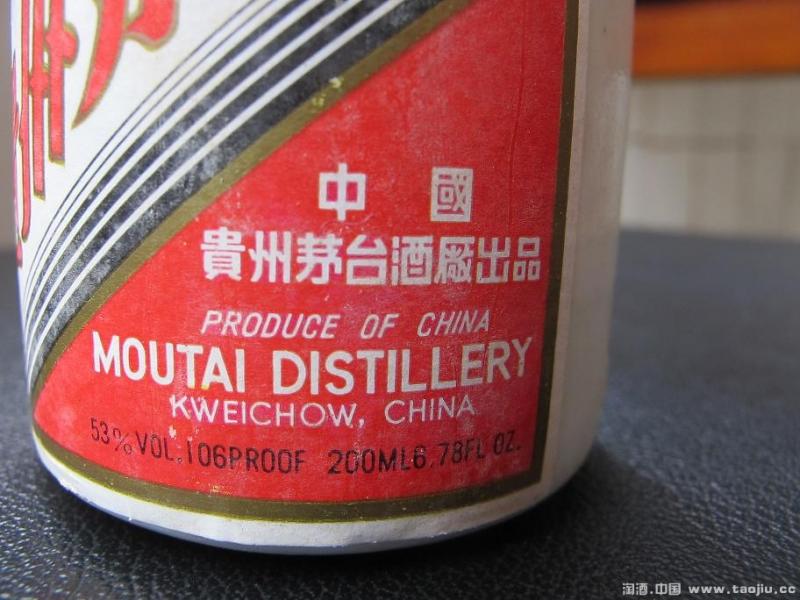 中國
貴州茅台酒廠出品
PRODUCE OF CHINA
MOUTAI DISTILLERY
KWEICHOW, CHINA
53% VOL. 106PROOF 200ML6.78FL OZ.
淘酒.中国 www.taojiu.cc